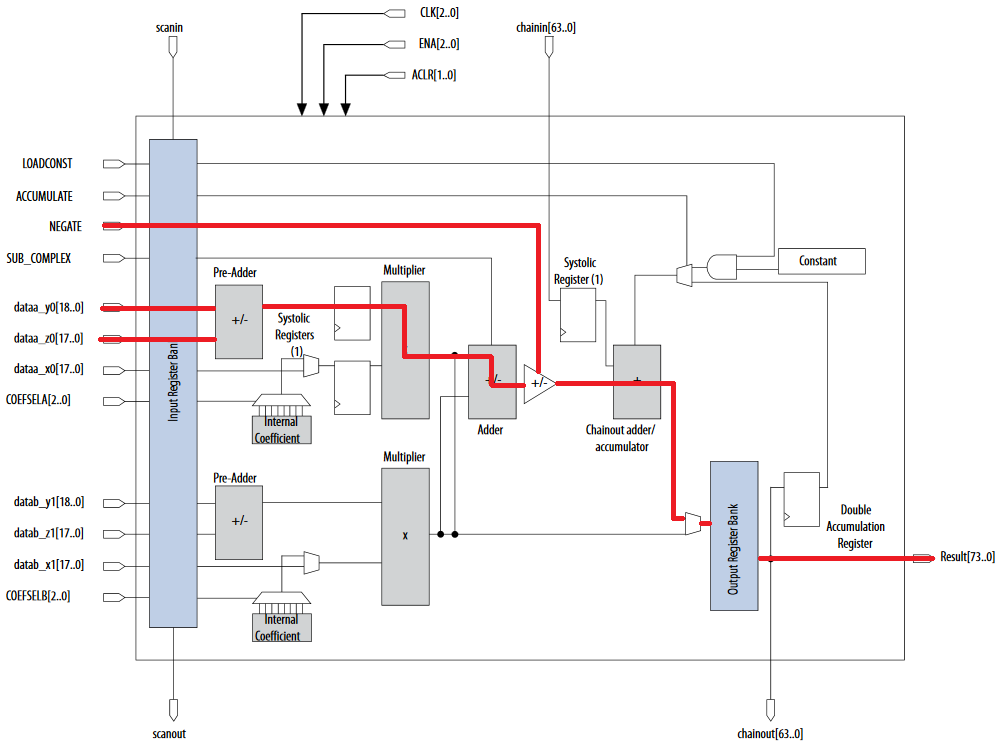 CLK[2..0]
scanin
chainin[63..0]
ENA[2..0]
ACLR[1..0]
LOADCONST
ACCUMULATE
NEGATE
SUB_COMPLEX
Pre-Adder
Multiplier
Systolic
Register (1)
Constant
dataa_y0[18..0]
+/-
Systolic
Registers
(1)
dataa_z0[17..0]
Input Register Ban
dataa_x0[17..0]
+/-
+/-
+
COEFSELA[2..0]
Internal
Coefficient
Adder
Chainout adder/
accumulator
Pre-Adder
Multiplier
datab_y1[18..0]
+/-
datab_z1[17..0]
x
Output Register Bank
Double
Accumulation
Register
datab_x1[17..0]
Result[73..0]
COEFSELB[2..0]
Internal
Coefficient
scanout
chainout[63..0]